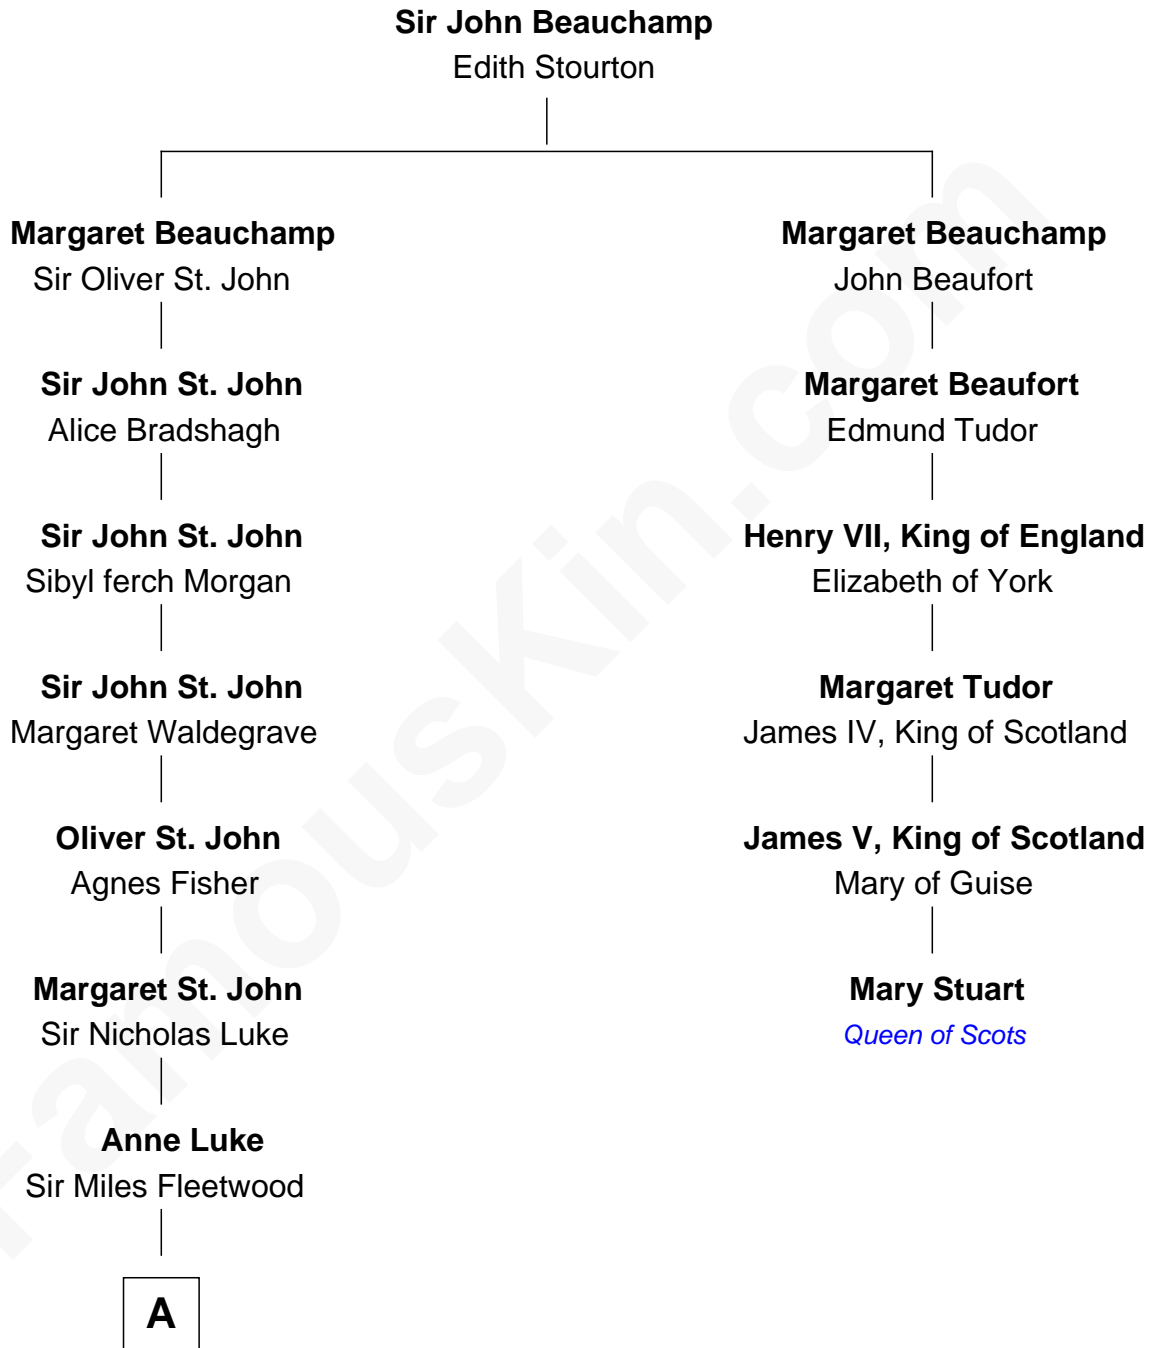 Sir John Beauchamp
Edith Stourton
Margaret Beauchamp
Sir Oliver St. John
Margaret Beauchamp
John Beaufort
Sir John St. John
Alice Bradshagh
Margaret Beaufort
Edmund Tudor
Sir John St. John
Sibyl ferch Morgan
Henry VII, King of England
Elizabeth of York
Sir John St. John
Margaret Waldegrave
Margaret Tudor
James IV, King of Scotland
Oliver St. John
Agnes Fisher
James V, King of Scotland
Mary of Guise
Margaret St. John
Sir Nicholas Luke
Mary Stuart
Queen of Scots
Anne Luke
Sir Miles Fleetwood
A
FamousKin.com